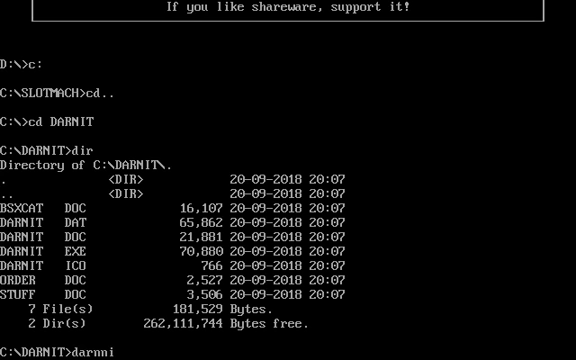 If you like shareware, support it!
D:\>c:
C:\SLOTMACH>cd..
C:\>cd DARNIT
C:\DARNIT>dir
Directory of C:\DARNIT\.
. <DIR> 20-09-2018 20:07
.. <DIR> 20-09-2018 20:07
BSXCAT DOC 16,107 20-09-2018 20:07
DARNIT DAT 65,862 20-09-2018 20:07
DARNIT DOC 21,881 20-09-2018 20:07
DARNIT EXE 70,880 20-09-2018 20:07
DARNIT ICO 766 20-09-2018 20:07
ORDER DOC 2,527 20-09-2018 20:07
STUFF DOC 3,506 20-09-2018 20:07
7 File(s) 181,529 Bytes.
2 Dir(s) 262,111,744 Bytes free.
C:\DARNIT>darnni